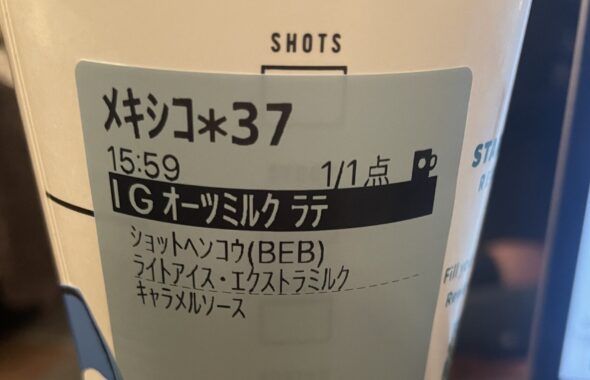 SHOTS
メキシコ*37
15:59 1/1点
IG オーツミルク ラテ
ショットヘンコウ(BEB)
ライトアイス・エクストラミルク
キャラメルソース
ST
R
Fill